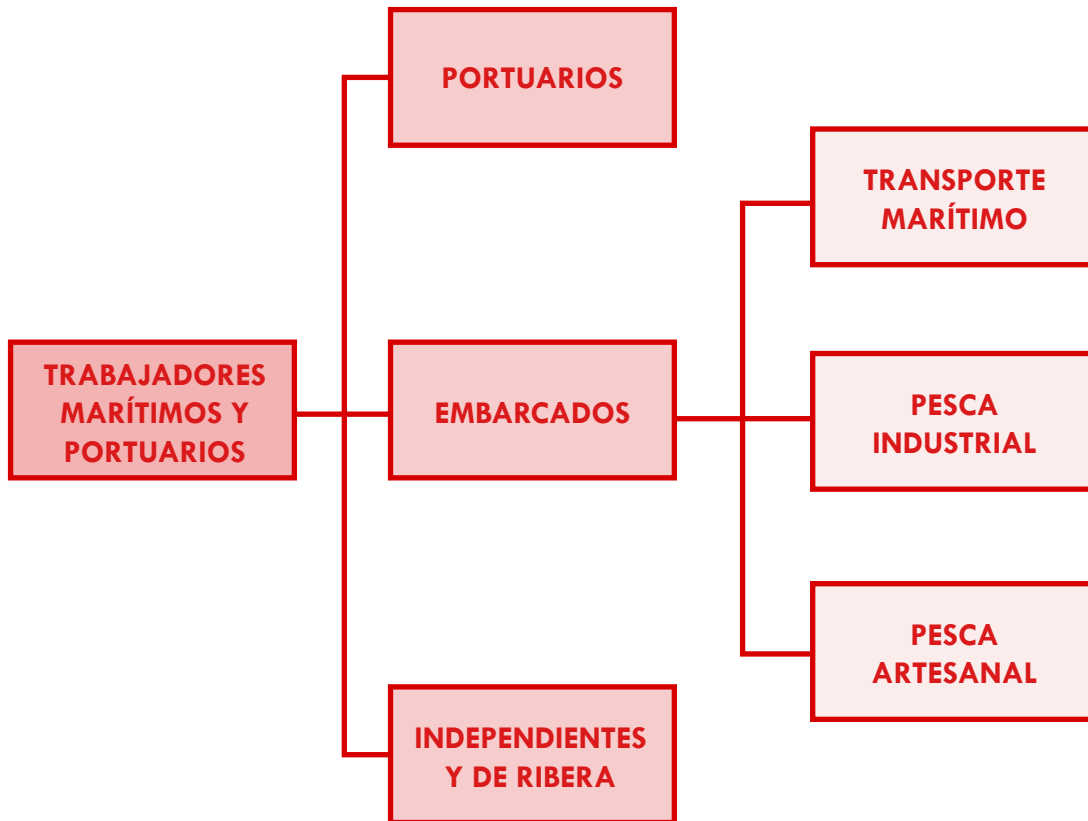 PORTUARIOS
TRANSPORTE
MARÍTIMO
TRABAJADORES
MARÍTIMOS Y
PORTUARIOS
EMBARCADOS
PESCA
INDUSTRIAL
PESCA
ARTESANAL
INDEPENDIENTES
Y DE RIBERA